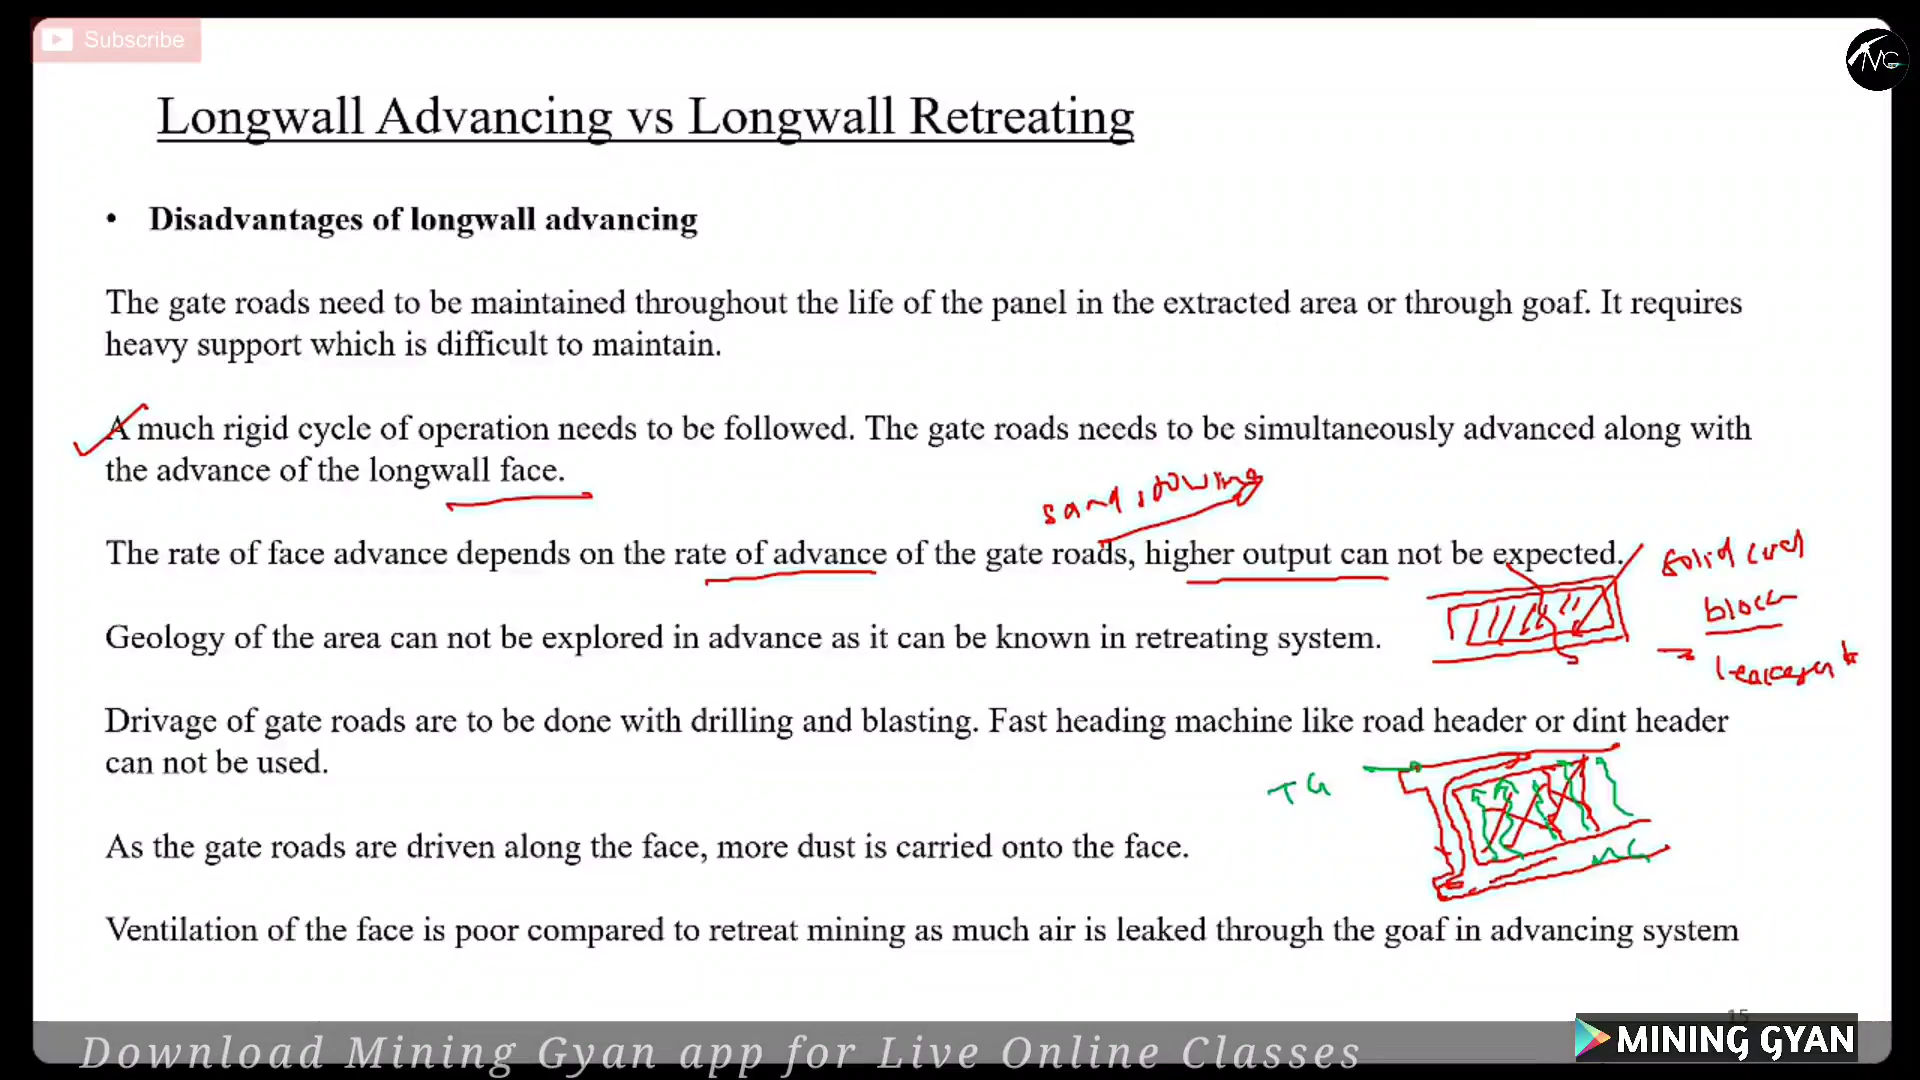 Subscribe
NG
Longwall Advancing vs Longwall Retreating
• Disadvantages of longwall advancing
The gate roads need to be maintained throughout the life of the panel in the extracted area or through goaf. It requires
heavy support which is difficult to maintain.
A much rigid cycle of operation needs to be followed. The gate roads needs to be simultaneously advanced along with
the advance of the longwall face.
sand stowing
The rate of face advance depends on the rate of advance of the gate roads, higher output can not be expected.
solid coal
block
Geology of the area can not be explored in advance as it can be known in retreating system.
Drivage of gate roads are to be done with drilling and blasting. Fast heading machine like road header or dint header
can not be used.
TG
MG
As the gate roads are driven along the face, more dust is carried onto the face.
Ventilation of the face is poor compared to retreat mining as much air is leaked through the goaf in advancing system
15
Download Mining Gyan app for Live Online Classes
MINING GYAN